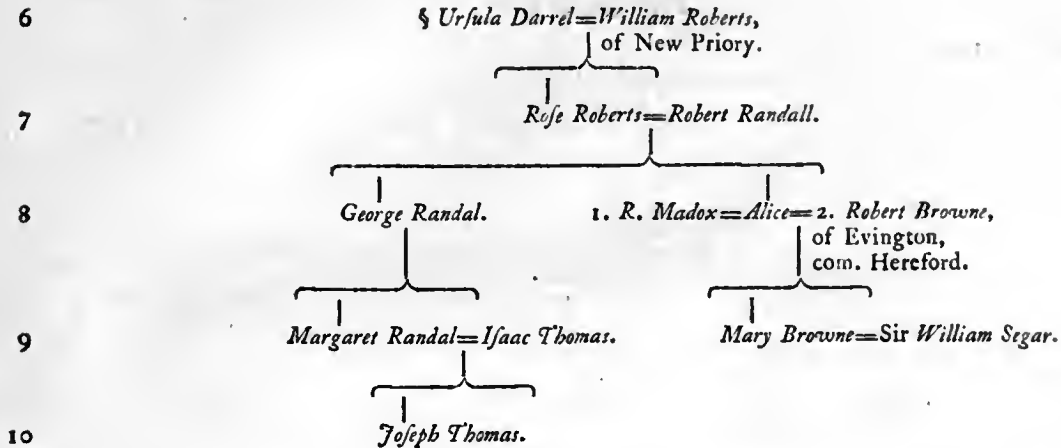 6 § Urſula Darrel=William Roberts,
of New Priory.
7 Roſe Roberts=Robert Randall.
8 George Randal. 1. R. Madox=Alice=2. Robert Browne,
of Evington,
com. Hereford.
9 Margaret Randal=Iſaac Thomas. Mary Browne=Sir William Segar.
10 Joſeph Thomas.